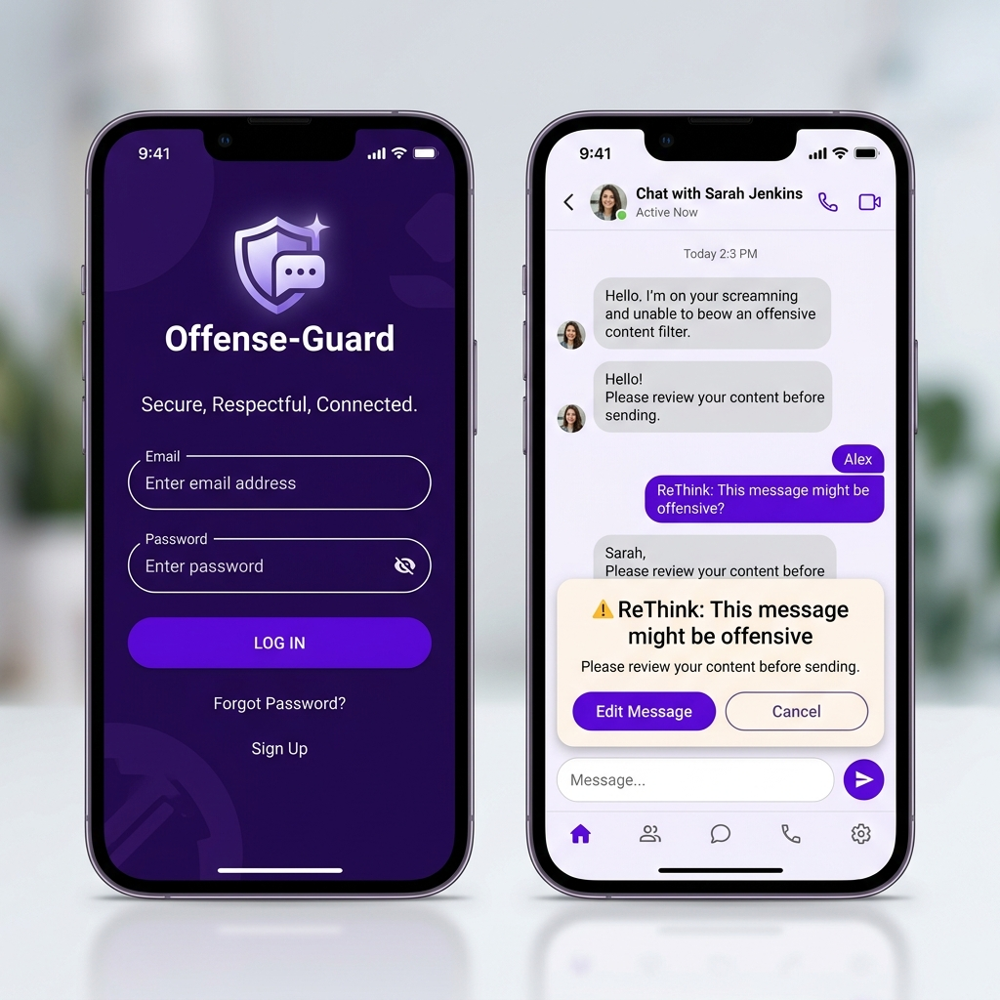 9:41
Offense-Guard
Secure, Respectful, Connected.
Email
Enter email address
Password
Enter password
LOG IN
Forgot Password?
Sign Up
9:41
Chat with Sarah Jenkins
Active Now
Today 2:3 PM
Hello. I'm on your screamning
and unable to beow an offensive
content filter.
Hello!
Please review your content before
sending.
Alex
ReThink: This message might be
offensive?
Sarah,
Please review your content before
ReThink: This message
might be offensive
Please review your content before sending.
Edit Message
Cancel
Message...